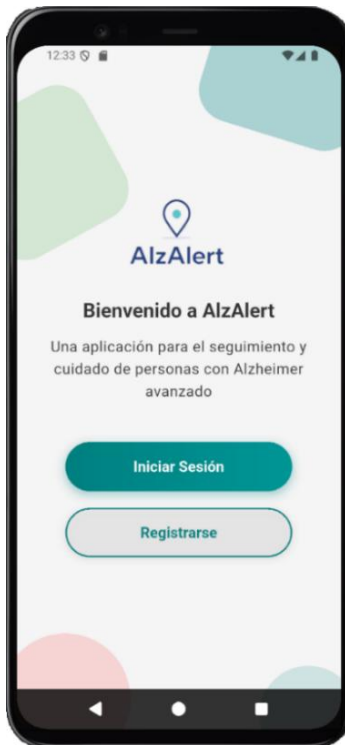 12:33
AlzAlert
Bienvenido a AlzAlert
Una aplicación para el seguimiento y
cuidado de personas con Alzheimer
avanzado
Iniciar Sesión
Registrarse